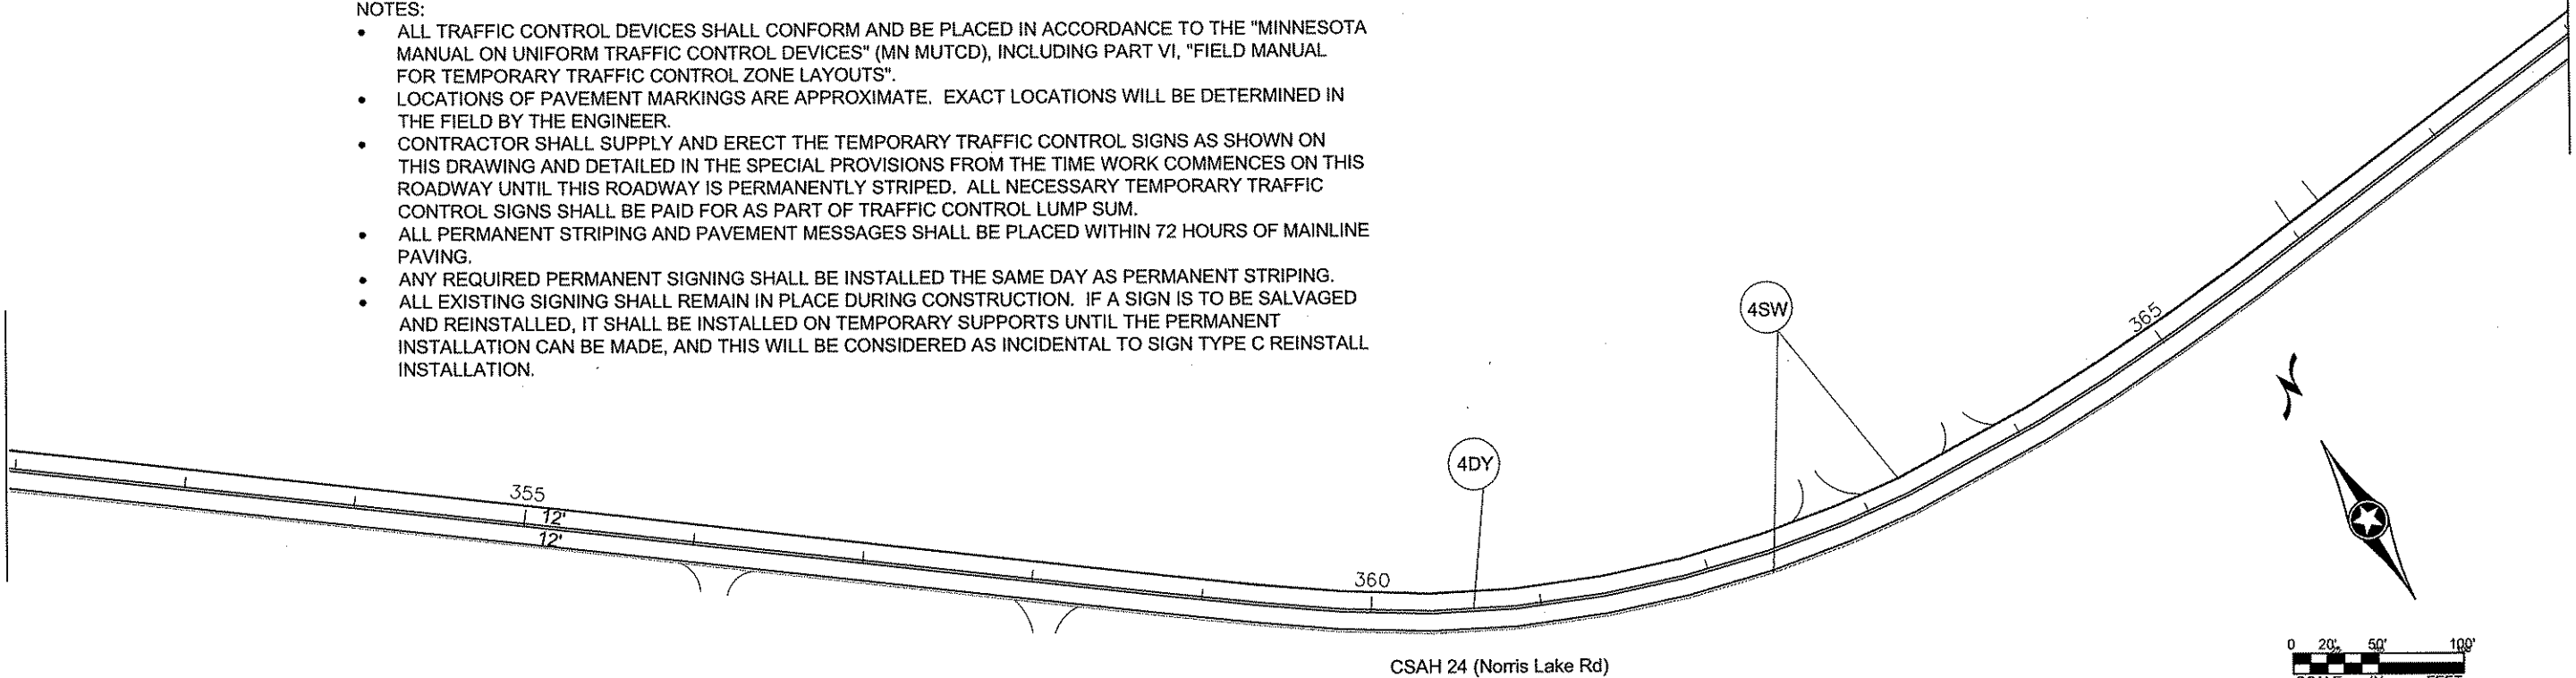 NOTES:
• ALL TRAFFIC CONTROL DEVICES SHALL CONFORM AND BE PLACED IN ACCORDANCE TO THE "MINNESOTA
MANUAL ON UNIFORM TRAFFIC CONTROL DEVICES" (MN MUTCD), INCLUDING PART VI, "FIELD MANUAL
FOR TEMPORARY TRAFFIC CONTROL ZONE LAYOUTS".
• LOCATIONS OF PAVEMENT MARKINGS ARE APPROXIMATE. EXACT LOCATIONS WILL BE DETERMINED IN
THE FIELD BY THE ENGINEER.
• CONTRACTOR SHALL SUPPLY AND ERECT THE TEMPORARY TRAFFIC CONTROL SIGNS AS SHOWN ON
THIS DRAWING AND DETAILED IN THE SPECIAL PROVISIONS FROM THE TIME WORK COMMENCES ON THIS
ROADWAY UNTIL THIS ROADWAY IS PERMANENTLY STRIPED. ALL NECESSARY TEMPORARY TRAFFIC
CONTROL SIGNS SHALL BE PAID FOR AS PART OF TRAFFIC CONTROL LUMP SUM.
• ALL PERMANENT STRIPING AND PAVEMENT MESSAGES SHALL BE PLACED WITHIN 72 HOURS OF MAINLINE
PAVING.
• ANY REQUIRED PERMANENT SIGNING SHALL BE INSTALLED THE SAME DAY AS PERMANENT STRIPING.
• ALL EXISTING SIGNING SHALL REMAIN IN PLACE DURING CONSTRUCTION. IF A SIGN IS TO BE SALVAGED
AND REINSTALLED, IT SHALL BE INSTALLED ON TEMPORARY SUPPORTS UNTIL THE PERMANENT
INSTALLATION CAN BE MADE, AND THIS WILL BE CONSIDERED AS INCIDENTAL TO SIGN TYPE C REINSTALL
INSTALLATION.
4SW
365
N
4DY
355
12'
12'
360
CSAH 24 (Norris Lake Rd)
0 20' 50' 100'